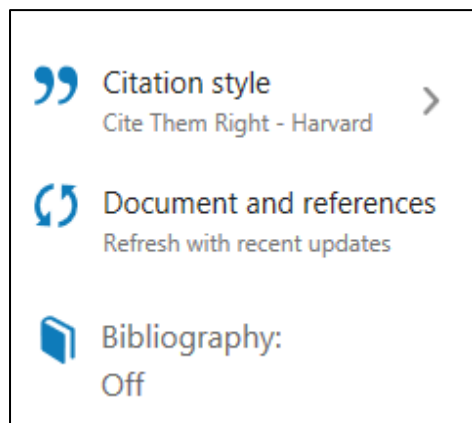 Citation style
Cite Them Right - Harvard
Document and references
Refresh with recent updates
Bibliography:
Off